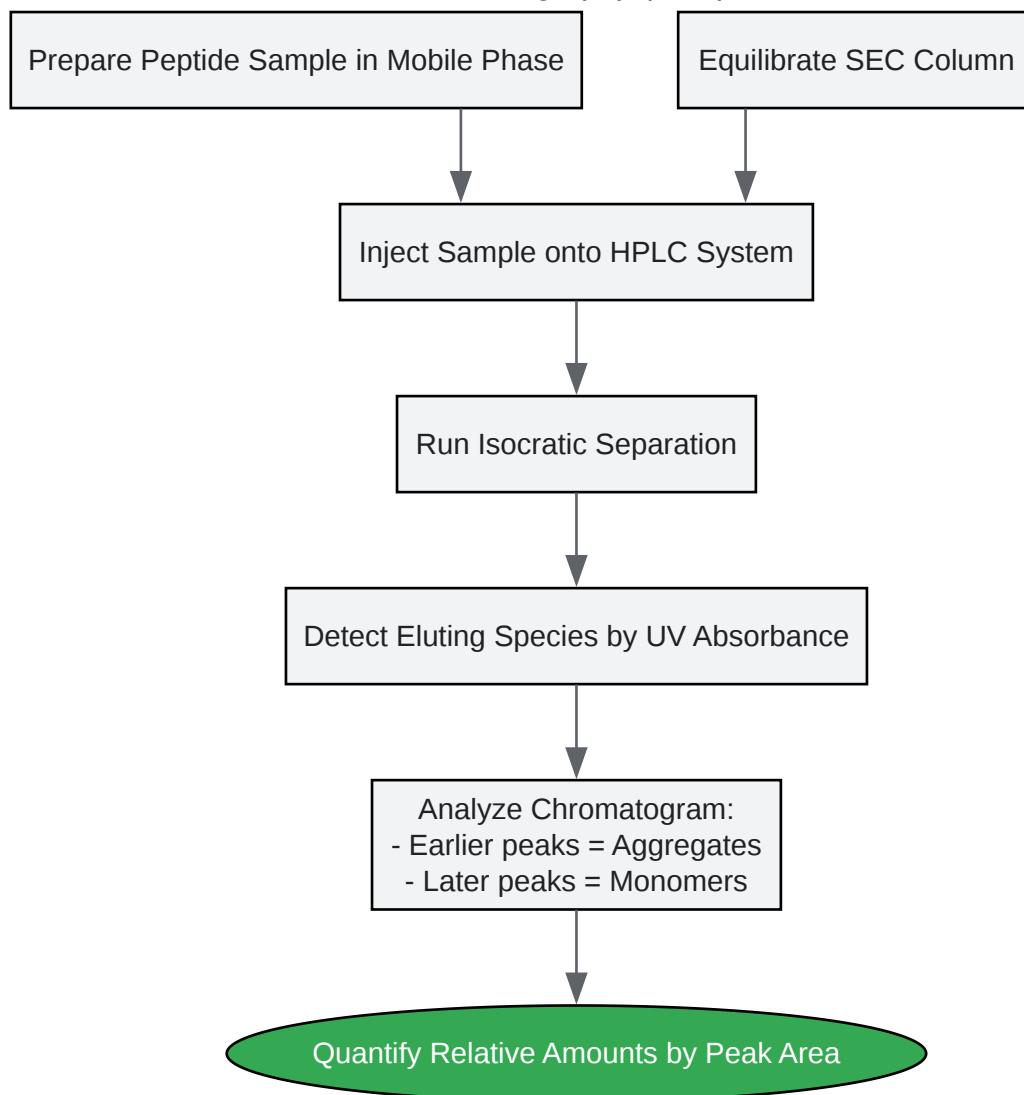 Prepare Peptide Sample in Mobile Phase
Equilibrate SEC Column
Inject Sample onto HPLC System
Run Isocratic Separation
Detect Eluting Species by UV Absorbance
Analyze Chromatogram:
- Earlier peaks = Aggregates
- Later peaks = Monomers
Quantify Relative Amounts by Peak Area